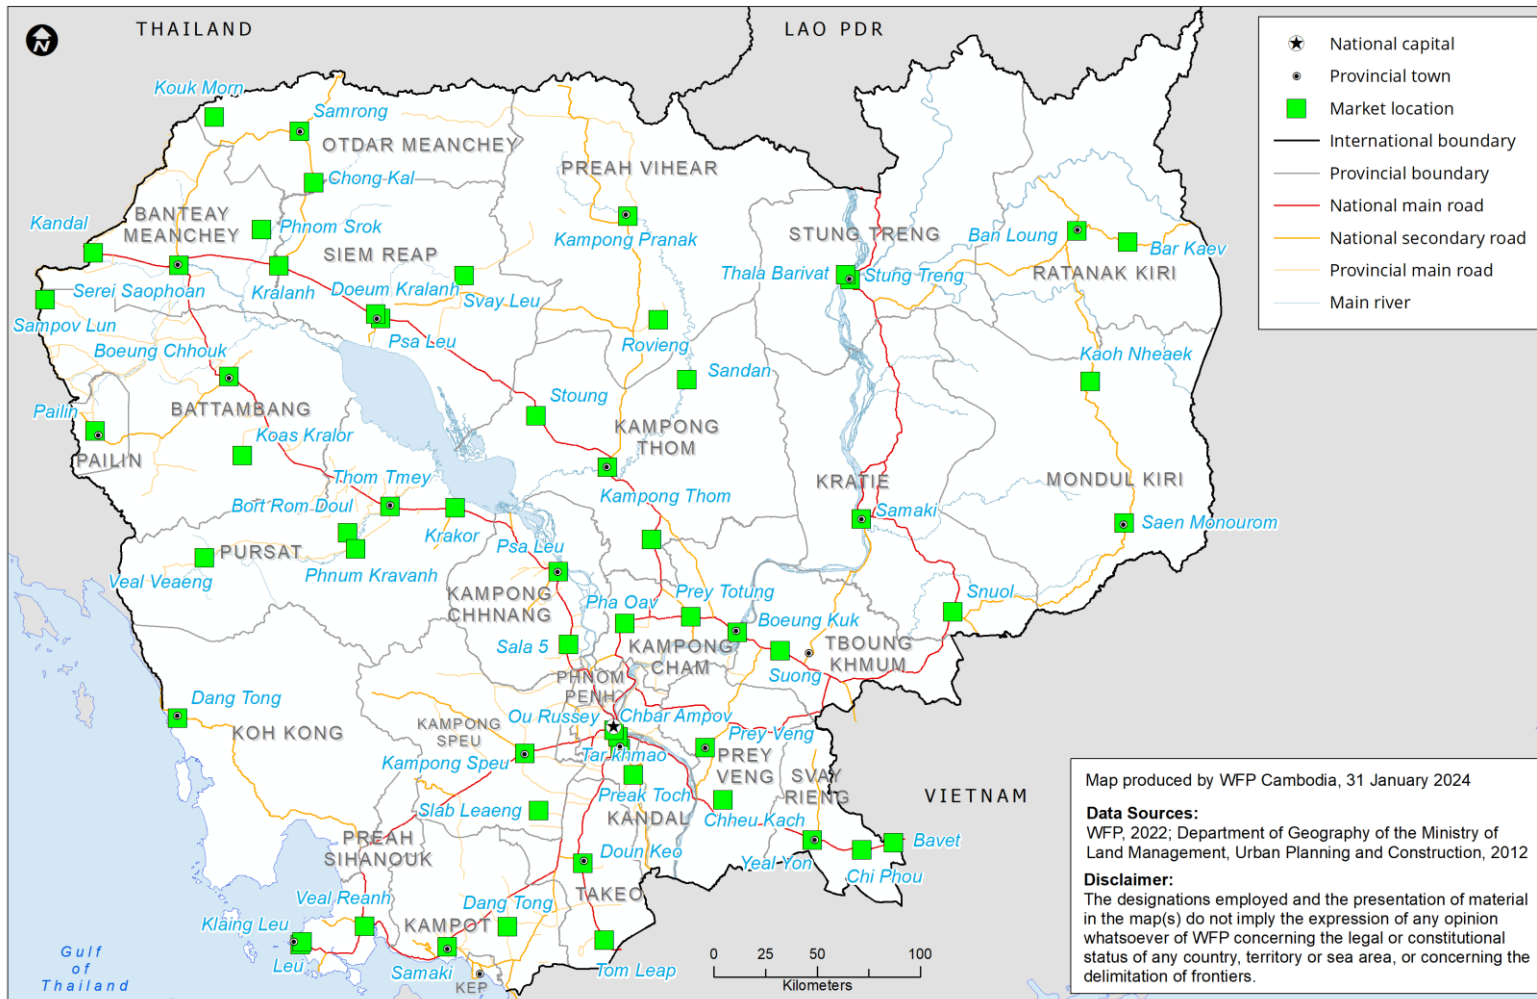 THAILAND
LAO PDR
N
National capital
Provincial town
Market location
International boundary
Provincial boundary
National main road
National secondary road
Provincial main road
Main river
Kouk Morn
Samrong
OTDAR MEANCHEY
Chong Kal
PREAH VIHEAR
BANTEAY
MEANCHEY
Kandal
Phnom Srok
SIEM REAP
Kampong Pranak
STUNG TRENG
Ban Loung
Bar Kaev
RATANAK KIRI
Thala Barivat
Stung Treng
Serei Saophoan
Kralanh
Doeum Kralanh
Svay Leu
Sampov Lun
Psa Leu
Rovieng
Boeung Chhouk
Sandan
Kaoh Nheaek
Pailin
BATTAMBANG
Stoung
KAMPONG
THOM
Koas Kralor
PAILIN
Thom Tmey
KRATIE
MONDUL KIRI
Kampong Thom
Bort Rom Doul
Krakor
Samaki
Saen Monourom
Psa Leu
PURSAT
Veal Veaeng
Phnum Kravanh
KAMPONG
CHHNANG
Pha Oav
Prey Totung
Snuol
Boeung Kuk
Sala 5
KAMPONG
CHAM
TBOUNG
KHMUM
Suong
PHNOM
PENH
Dang Tong
KOH KONG
KAMPONG
SPEU
Ou Russey
Chbar Ampov
Prey Veng
Kampong Speu
Tar khmao
PREY
VENG
SVAY
RIENG
Preak Toch
VIETNAM
Slab Leaeng
KANDAL
Chheu Kach
PREAH
SIHANOUK
Doun Keo
Yeal Yon
Bavet
Chi Phou
TAKEO
Veal Reanh
Dang Tong
Klaing Leu
KAMPOT
Leu
Samaki
KEP
Tom Leap
Gulf
of
Thailand
0 25 50 100
Kilometers
Map produced by WFP Cambodia, 31 January 2024
Data Sources:
WFP, 2022; Department of Geography of the Ministry of
Land Management, Urban Planning and Construction, 2012
Disclaimer:
The designations employed and the presentation of material
in the map(s) do not imply the expression of any opinion
whatsoever of WFP concerning the legal or constitutional
status of any country, territory or sea area, or concerning the
delimitation of frontiers.